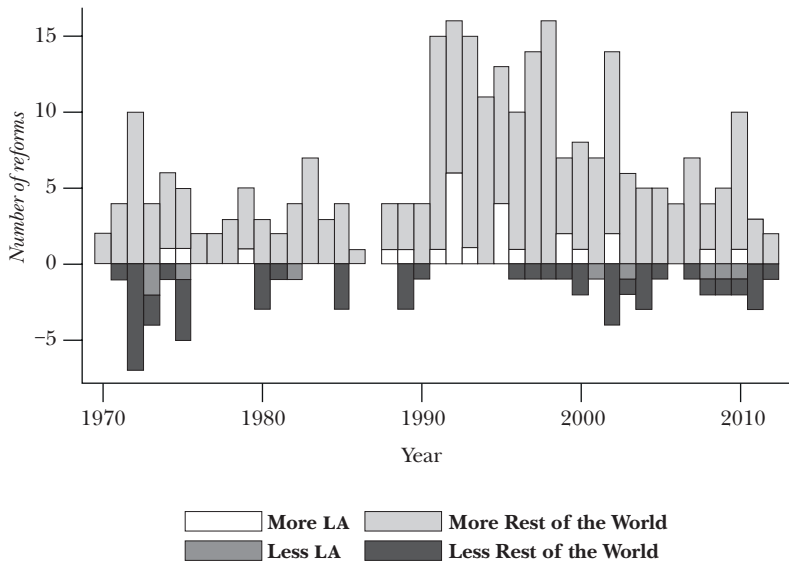 15
10
5
0
−5
Number of reforms
1970 1980 1990 2000 2010
Year
More LA More Rest of the World
Less LA Less Rest of the World